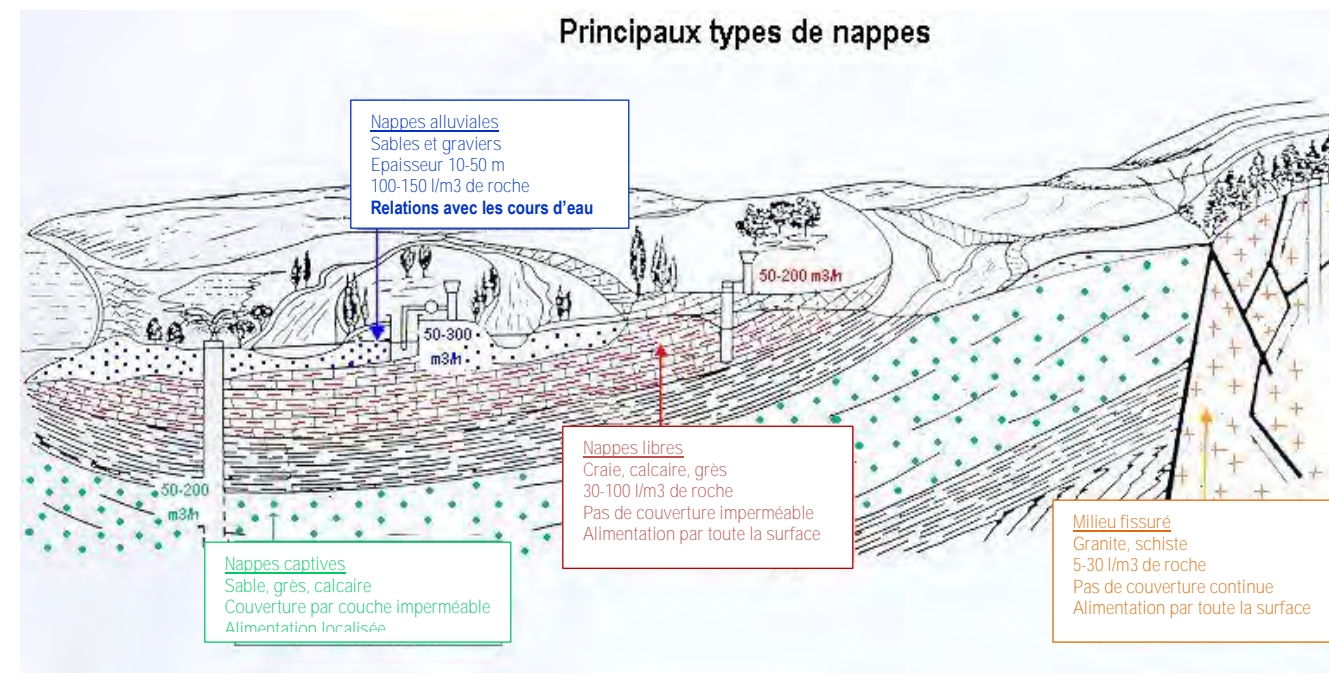 Principaux types de nappes
Nappes alluviales
Sables et graviers
Epaisseur 10-50 m
100-150 l/m3 de roche
Relations avec les cours d'eau
50-200 m3/h
50-300
m3/h
Nappes libres
Craie, calcaire, grès
30-100 l/m3 de roche
Pas de couverture imperméable
Alimentation par toute la surface
50-200
m3/h
Milieu fissuré
Granite, schiste
5-30 l/m3 de roche
Pas de couverture continue
Alimentation par toute la surface
Nappes captives
Sable, grès, calcaire
Couverture par couche imperméable
Alimentation localisée